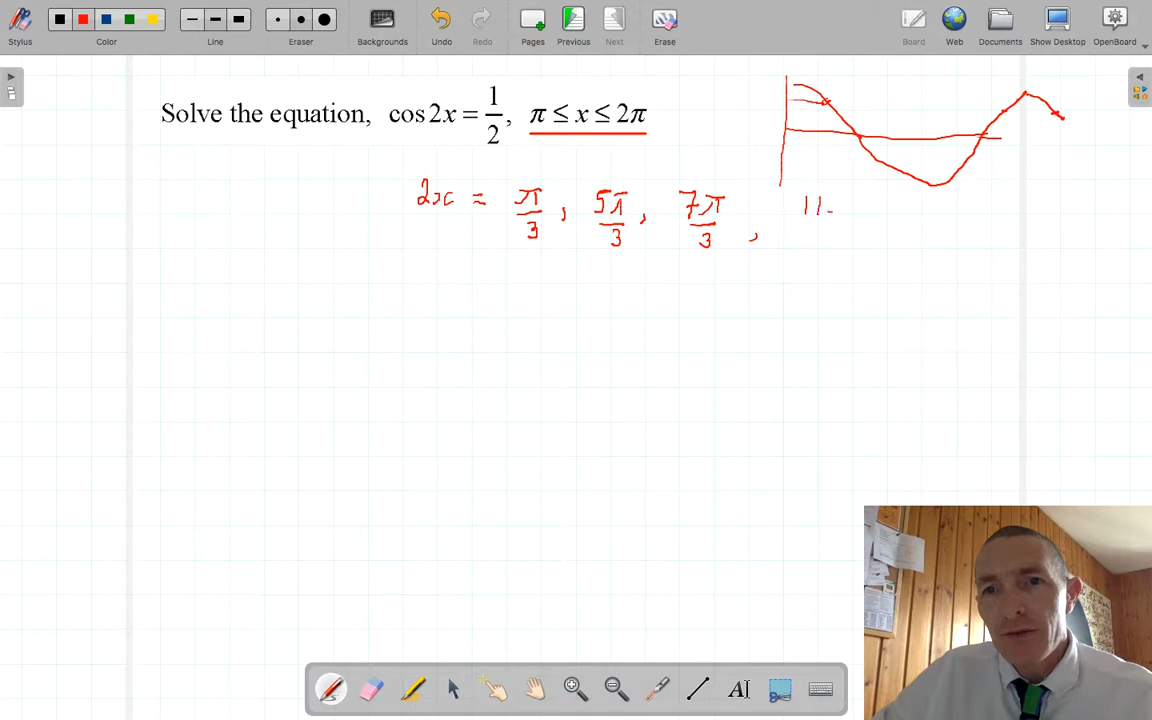 Stylus Color Line Eraser Backgrounds Undo Redo Pages Previous Next Erase Board Web Documents Show Desktop OpenBoard
Solve the equation, cos 2x = 1/2, π ≤ x ≤ 2π
2x = π/3, 5π/3, 7π/3, 11